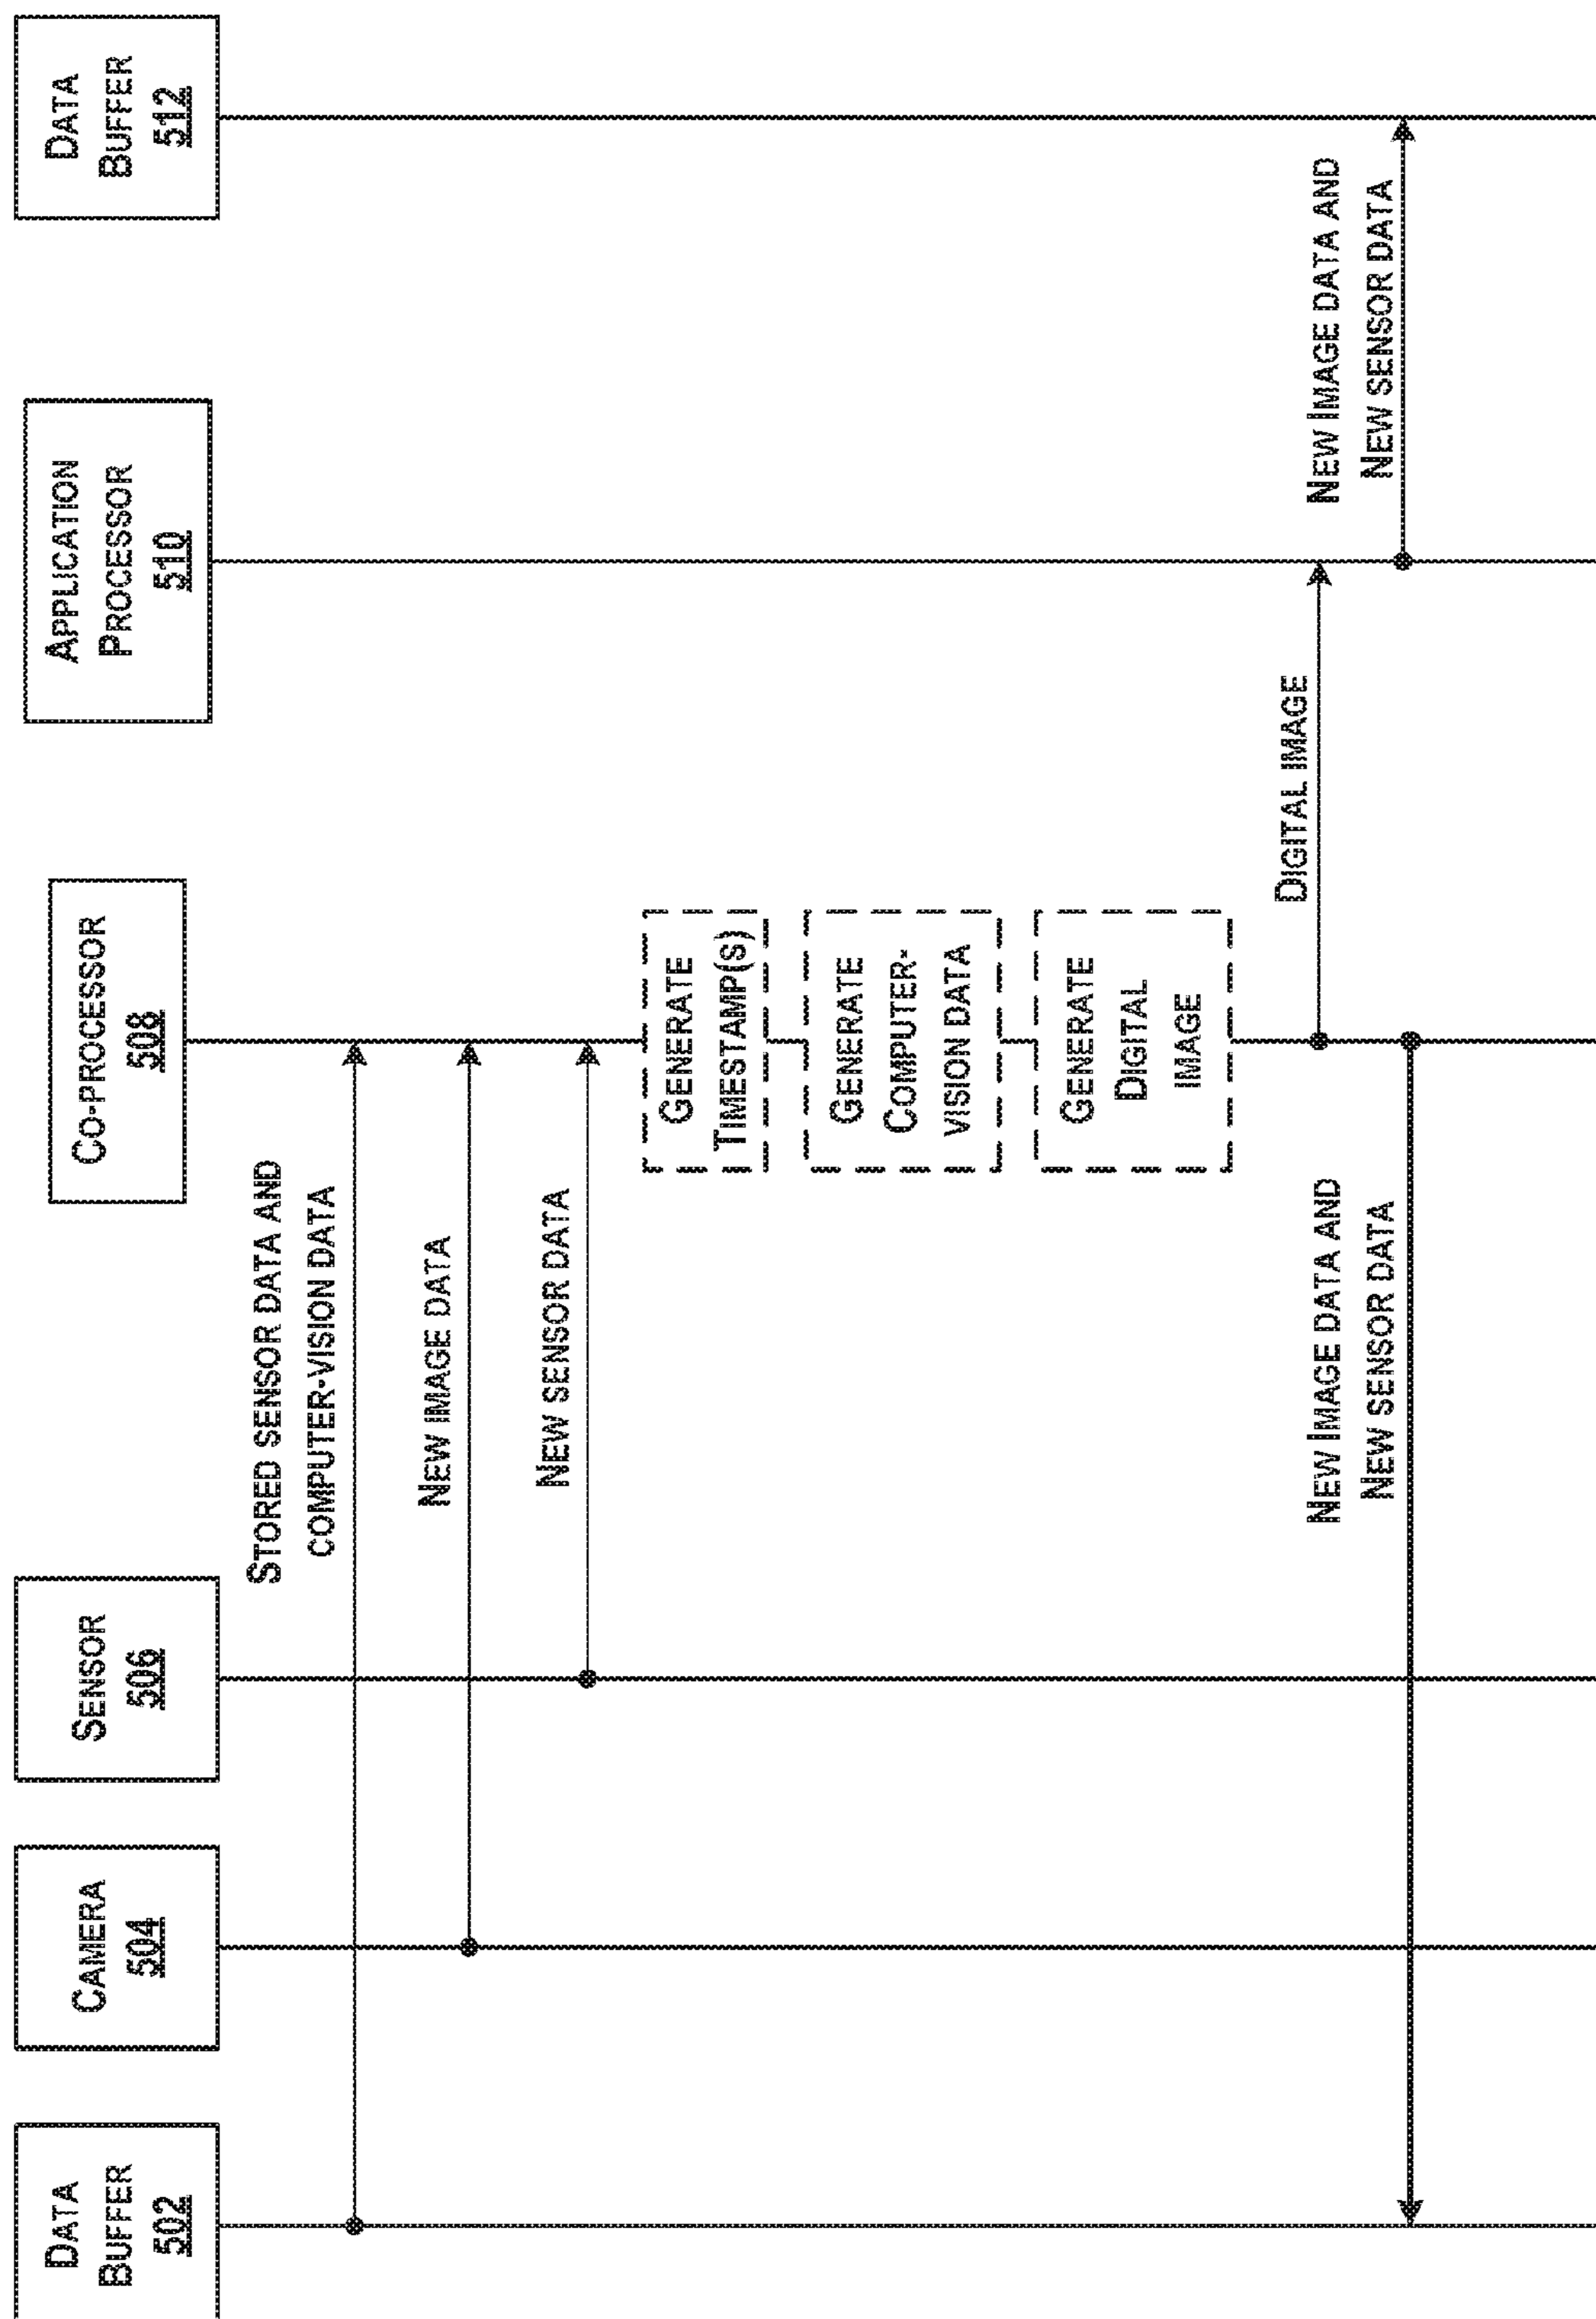 DATA
BUFFER
502
CAMERA
504
SENSOR
506
CO-PROCESSOR
508
APPLICATION
PROCESSOR
510
DATA
BUFFER
512
STORED SENSOR DATA AND
COMPUTER-VISION DATA
NEW IMAGE DATA
NEW SENSOR DATA
GENERATE
TIMESTAMP(S)
GENERATE
COMPUTER-
VISION DATA
GENERATE
DIGITAL
IMAGE
DIGITAL IMAGE
NEW IMAGE DATA AND
NEW SENSOR DATA
NEW IMAGE DATA AND
NEW SENSOR DATA